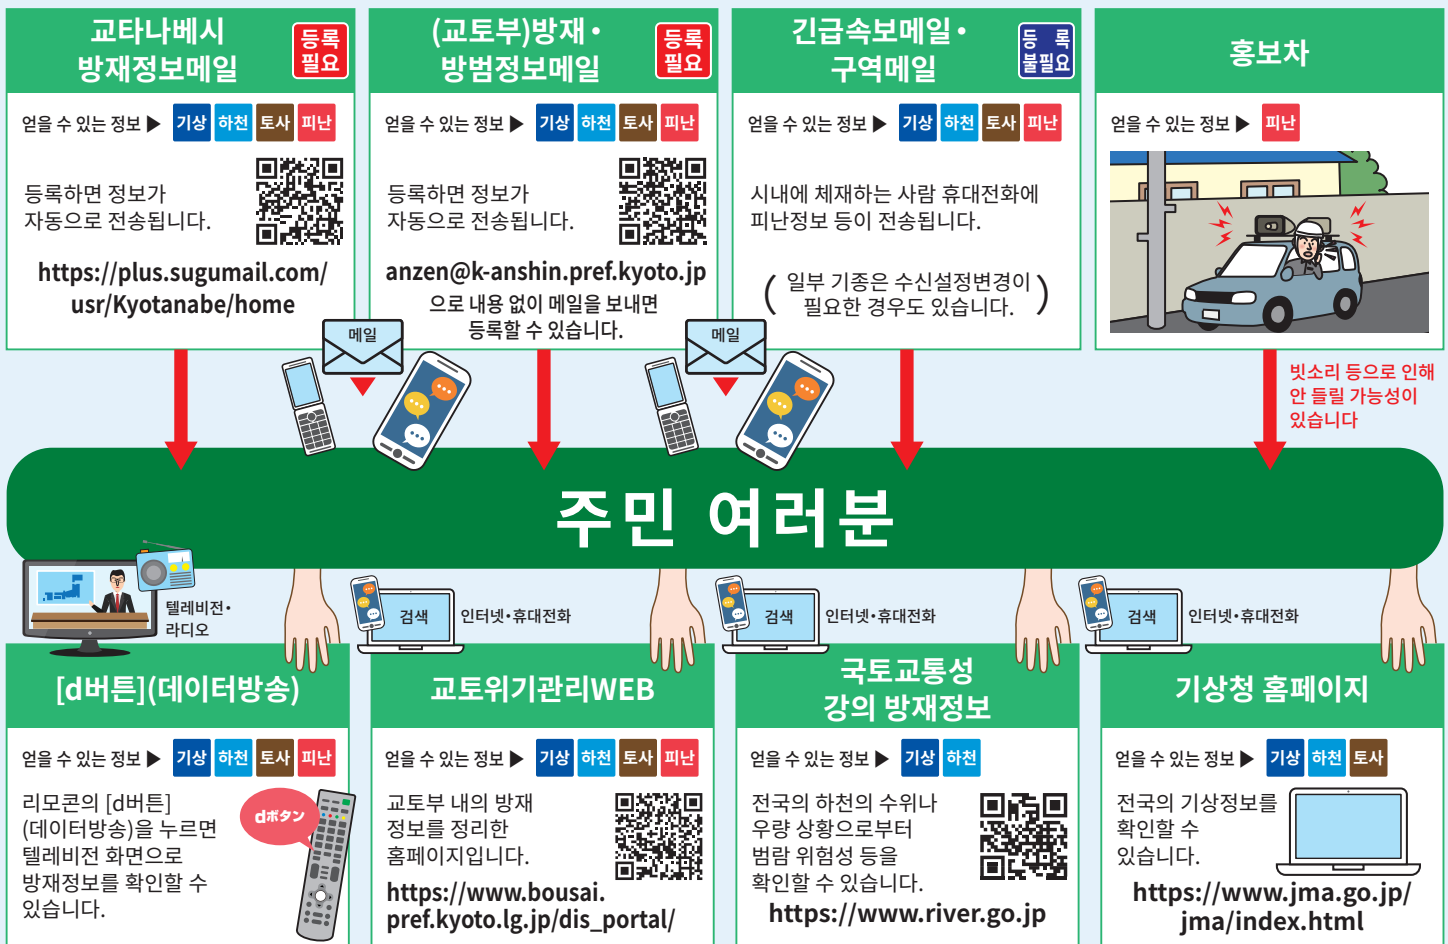 교타나베시
방재정보메일
등록
필요
얻을 수 있는 정보 ▶ 기상 하천 토사 피난
등록하면 정보가
자동으로 전송됩니다.
https://plus.sugumail.com/
usr/Kyotanabe/home
(교토부)방재・
방범정보메일
등록
필요
얻을 수 있는 정보 ▶ 기상 하천 토사 피난
등록하면 정보가
자동으로 전송됩니다.
anzen@k-anshin.pref.kyoto.jp
으로 내용 없이 메일을 보내면
등록할 수 있습니다.
긴급속보메일・
구역메일
등 록
불필요
얻을 수 있는 정보 ▶ 기상 하천 토사 피난
시내에 체재하는 사람 휴대전화에
피난정보 등이 전송됩니다.
( 일부 기종은 수신설정변경이
필요한 경우도 있습니다. )
홍보차
얻을 수 있는 정보 ▶ 피난
메일
메일
빗소리 등으로 인해
안 들릴 가능성이
있습니다
주민 여러분
텔레비전・
라디오
검색
인터넷・휴대전화
검색
인터넷・휴대전화
검색
인터넷・휴대전화
[d버튼](데이터방송)
얻을 수 있는 정보 ▶ 기상 하천 토사 피난
리모콘의 [d버튼]
(데이터방송)을 누르면
텔레비전 화면으로
방재정보를 확인할 수
있습니다.
dボタン
교토위기관리WEB
얻을 수 있는 정보 ▶ 기상 하천 토사 피난
교토부 내의 방재
정보를 정리한
홈페이지입니다.
https://www.bousai.
pref.kyoto.lg.jp/dis_portal/
국토교통성
강의 방재정보
얻을 수 있는 정보 ▶ 기상 하천
전국의 하천의 수위나
우량 상황으로부터
범람 위험성 등을
확인할 수 있습니다.
https://www.river.go.jp
기상청 홈페이지
얻을 수 있는 정보 ▶ 기상 하천 토사
전국의 기상정보를
확인할 수
있습니다.
https://www.jma.go.jp/
jma/index.html